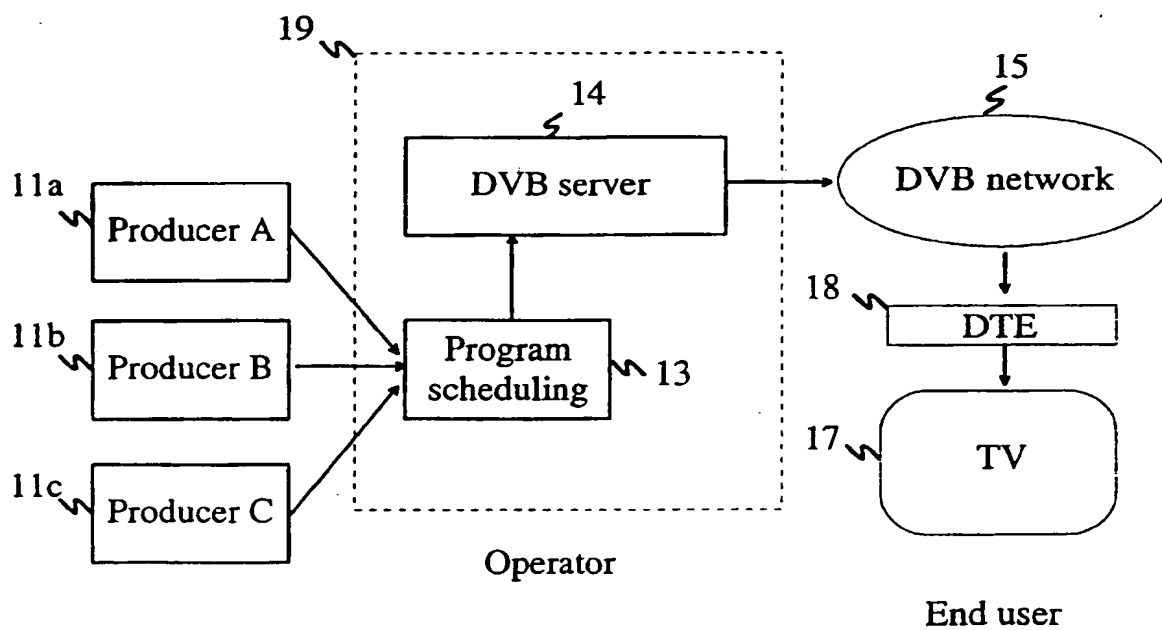 19
14
15
DVB server
DVB network
11a
Producer A
18
DTE
11b
Producer B
Program
scheduling
13
17
TV
11c
Producer C
Operator
End user